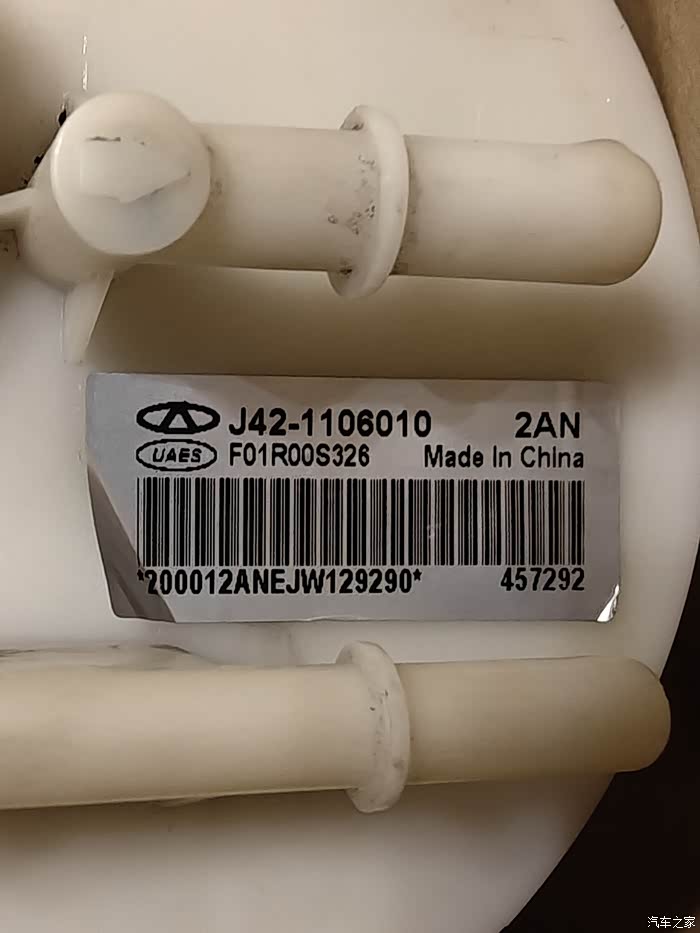 J42-1106010 2AN
UAES F01R00S326 Made In China
*200012ANEJW129290* 457292
汽车之家